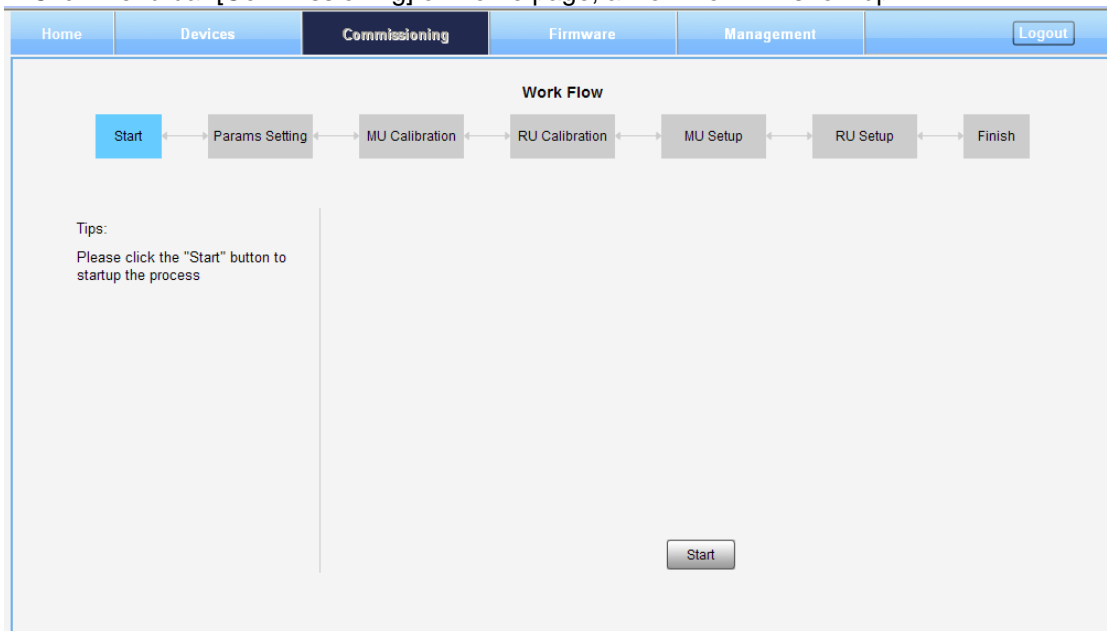 Home Devices Commissioning Firmware Management Logout
Work Flow
Start Params Setting MU Calibration RU Calibration MU Setup RU Setup Finish
Tips:
Please click the "Start" button to
startup the process
Start